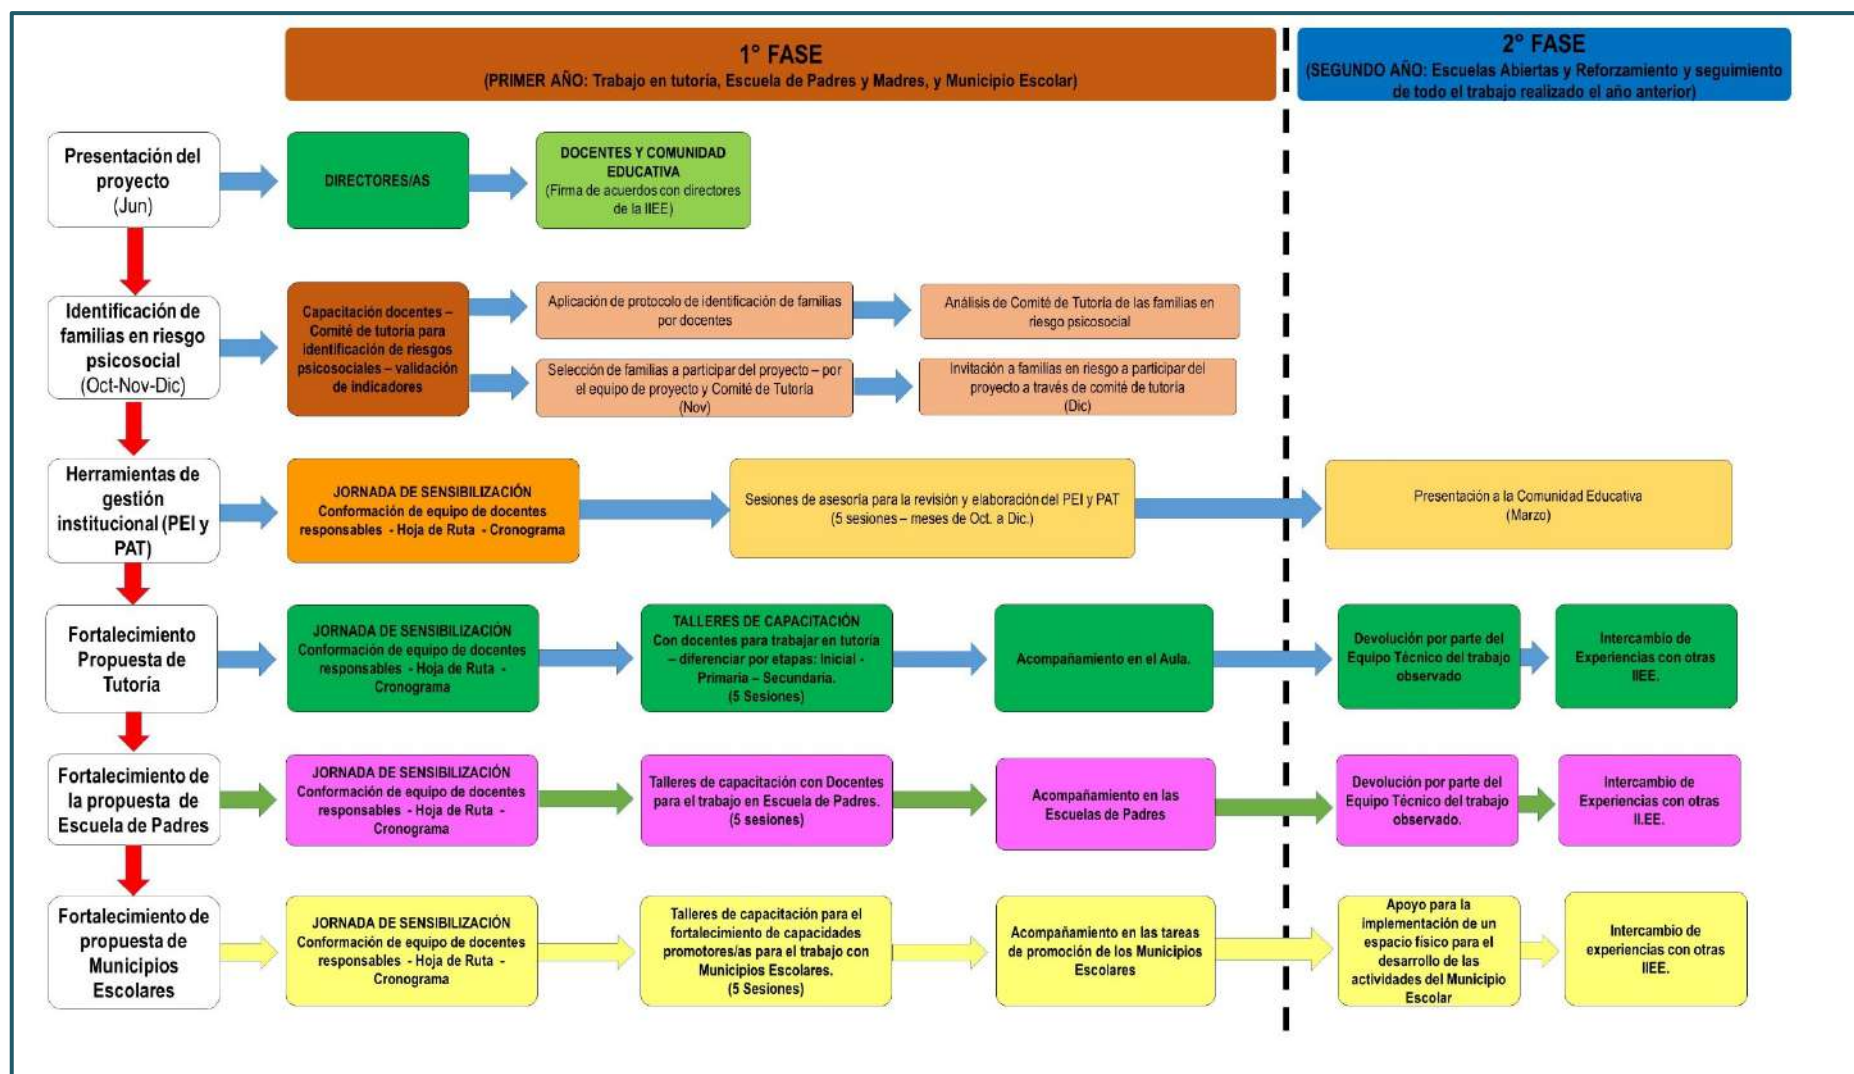 1° FASE
(PRIMER AÑO: Trabajo en tutoría, Escuela de Padres y Madres, y Municipio Escolar)
2° FASE
(SEGUNDO AÑO: Escuelas Abiertas y Reforzamiento y seguimiento
de todo el trabajo realizado el año anterior)
Presentación del
proyecto
(Jun)
DIRECTORES/AS
DOCENTES Y COMUNIDAD
EDUCATIVA
(Firma de acuerdos con directores
de la IIEE)
Identificación de
familias en riesgo
psicosocial
(Oct-Nov-Dic)
Capacitación docentes –
Comité de tutoría para
identificación de riesgos
psicosociales – validación
de indicadores
Aplicación de protocolo de identificación de familias
por docentes
Análisis de Comité de Tutoría de las familias en
riesgo psicosocial
Selección de familias a participar del proyecto – por
el equipo de proyecto y Comité de Tutoría
(Nov)
Invitación a familias en riesgo a participar del
proyecto a través de comité de tutoría
(Dic)
Herramientas de
gestión
institucional (PEI y
PAT)
JORNADA DE SENSIBILIZACIÓN
Conformación de equipo de docentes
responsables - Hoja de Ruta - Cronograma
Sesiones de asesoría para la revisión y elaboración del PEI y PAT
(5 sesiones – meses de Oct. a Dic.)
Presentación a la Comunidad Educativa
(Marzo)
Fortalecimiento
Propuesta de
Tutoría
JORNADA DE SENSIBILIZACIÓN
Conformación de equipo de docentes
responsables - Hoja de Ruta -
Cronograma
TALLERES DE CAPACITACIÓN
Con docentes para trabajar en tutoría
– diferenciar por etapas: Inicial -
Primaria – Secundaria.
(5 Sesiones)
Acompañamiento en el Aula.
Devolución por parte del
Equipo Técnico del trabajo
observado
Intercambio de
Experiencias con otras
IIEE.
Fortalecimiento de
la propuesta de
Escuela de Padres
JORNADA DE SENSIBILIZACIÓN
Conformación de equipo de docentes
responsables - Hoja de Ruta -
Cronograma
Talleres de capacitación con Docentes
para el trabajo en Escuela de Padres.
(5 sesiones)
Acompañamiento en las
Escuelas de Padres
Devolución por parte del
Equipo Técnico del trabajo
observado.
Intercambio de
Experiencias con otras
II.EE.
Fortalecimiento de
propuesta de
Municipios
Escolares
JORNADA DE SENSIBILIZACIÓN
Conformación de equipo de docentes
responsables - Hoja de Ruta -
Cronograma
Talleres de capacitación para el
fortalecimiento de capacidades
promotores/as para el trabajo con
Municipios Escolares.
(5 Sesiones)
Acompañamiento en las tareas
de promoción de los Municipios
Escolares
Apoyo para la
implementación de un
espacio físico para el
desarrollo de las
actividades del Municipio
Escolar
Intercambio de
experiencias con otras
IIEE.